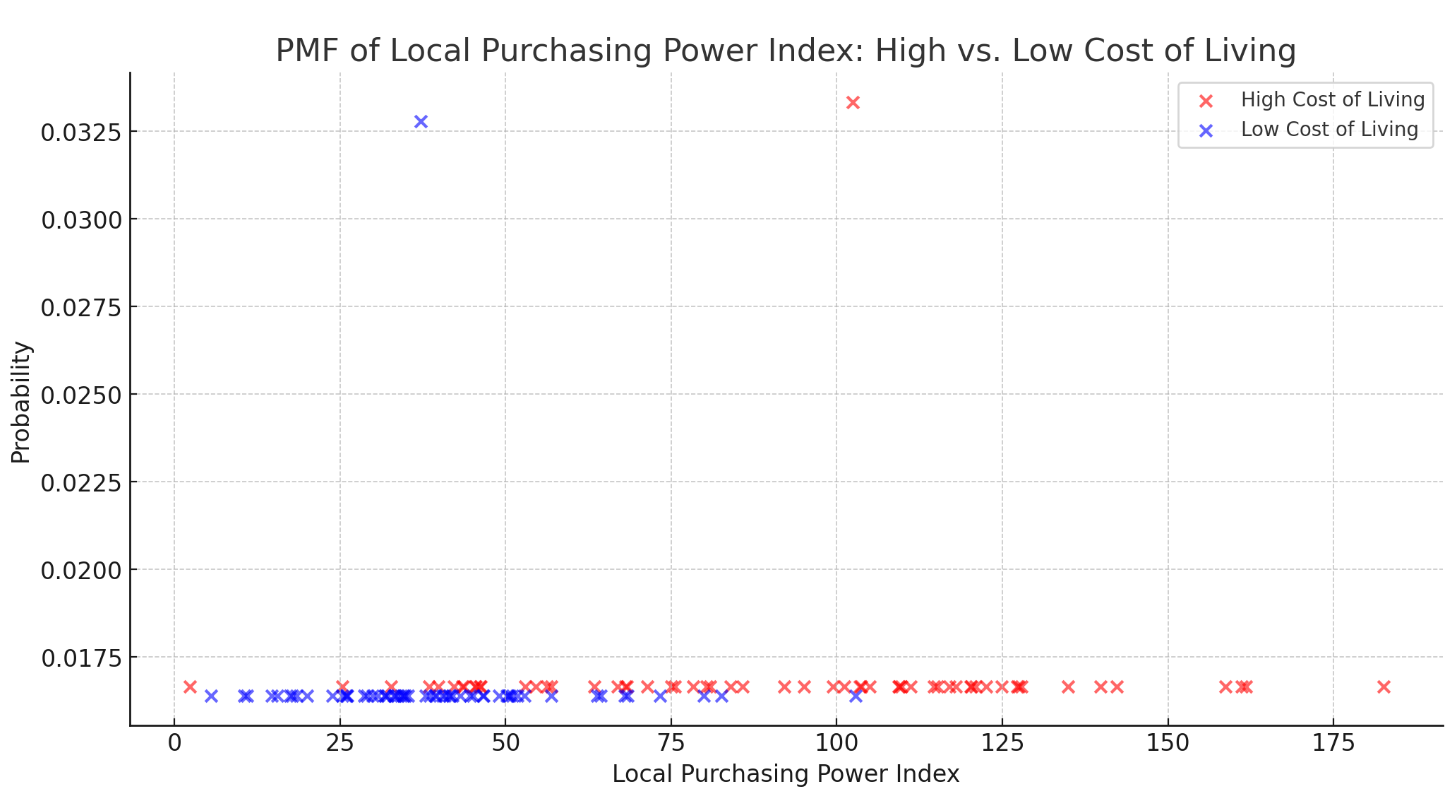 PMF of Local Purchasing Power Index: High vs. Low Cost of Living
High Cost of Living
Low Cost of Living
0.0325
0.0300
0.0275
0.0250
0.0225
0.0200
0.0175
Probability
0 25 50 75 100 125 150 175
Local Purchasing Power Index